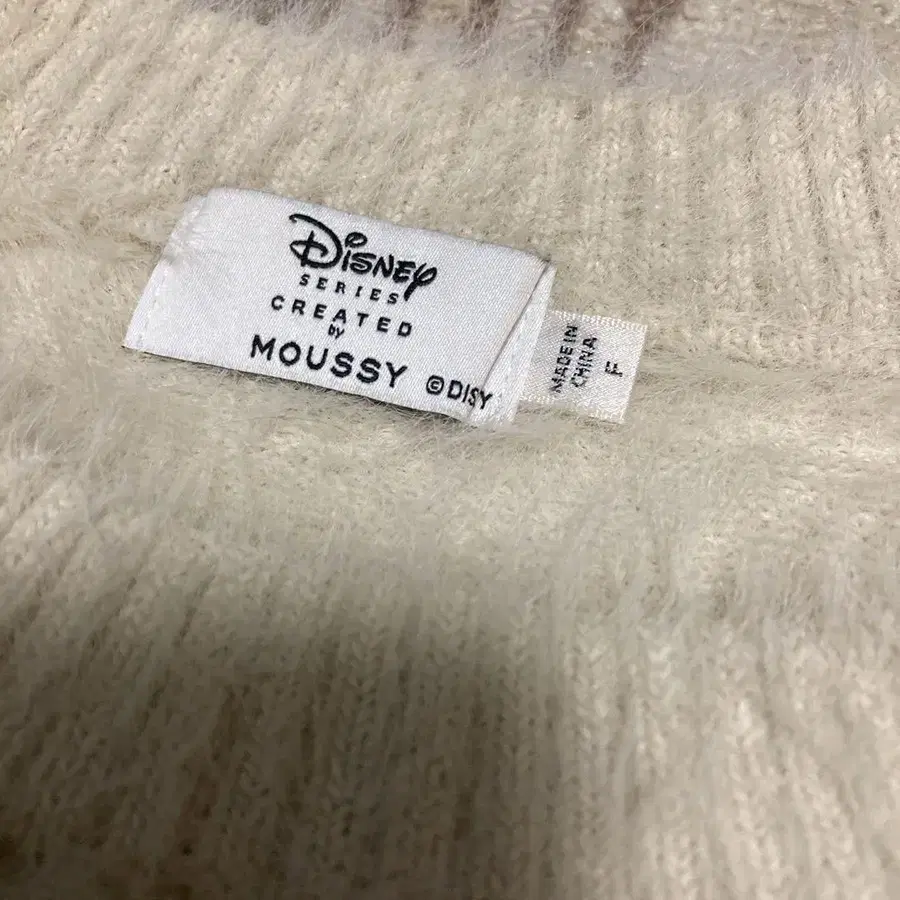 Disney
SERIES
CREATED
BY
MOUSSY
©DISY
MADE IN
CHINA
F